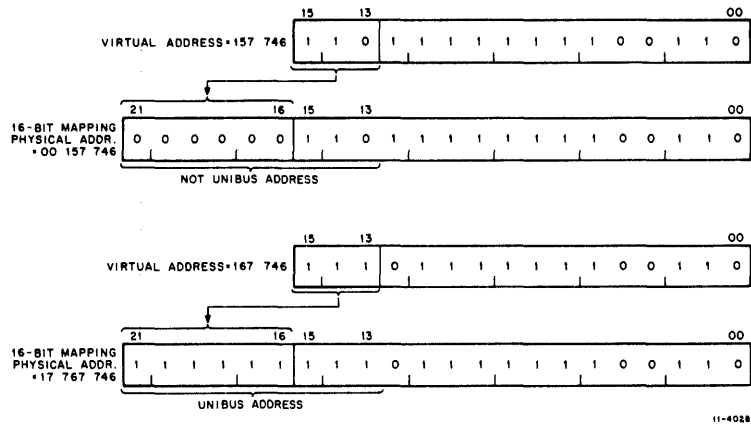 15 13 00
VIRTUAL ADDRESS=157 746 1 1 0 1 1 1 1 1 1 1 1 0 0 1 1 0
21 16 15 13 00
16-BIT MAPPING
PHYSICAL ADDR.
=00 157 746
0 0 0 0 0 0 1 1 0 1 1 1 1 1 1 1 1 0 0 1 1 0
NOT UNIBUS ADDRESS
15 13 00
VIRTUAL ADDRESS=167 746 1 1 1 0 1 1 1 1 1 1 1 0 0 1 1 0
21 16 15 13 00
16-BIT MAPPING
PHYSICAL ADDR.
=17 767 746
1 1 1 1 1 1 1 1 1 0 1 1 1 1 1 1 1 0 0 1 1 0
UNIBUS ADDRESS
11-4028